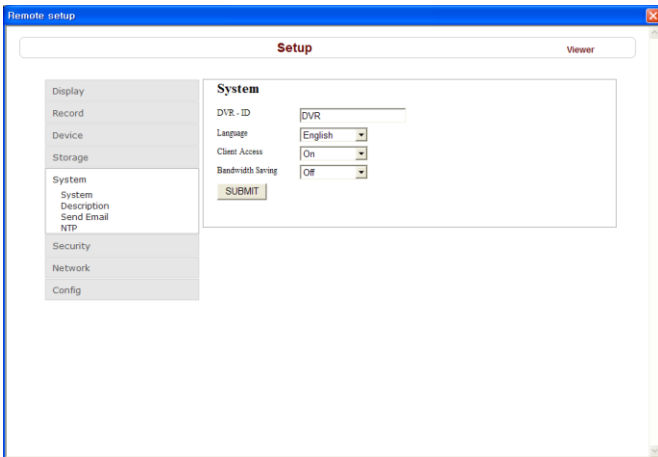 Remote setup
Setup
Viewer
Display
Record
Device
Storage
System
System
Description
Send Email
NTP
Security
Network
Config
System
DVR - ID
DVR
Language
English
Client Access
On
Bandwidth Saving
Off
SUBMIT